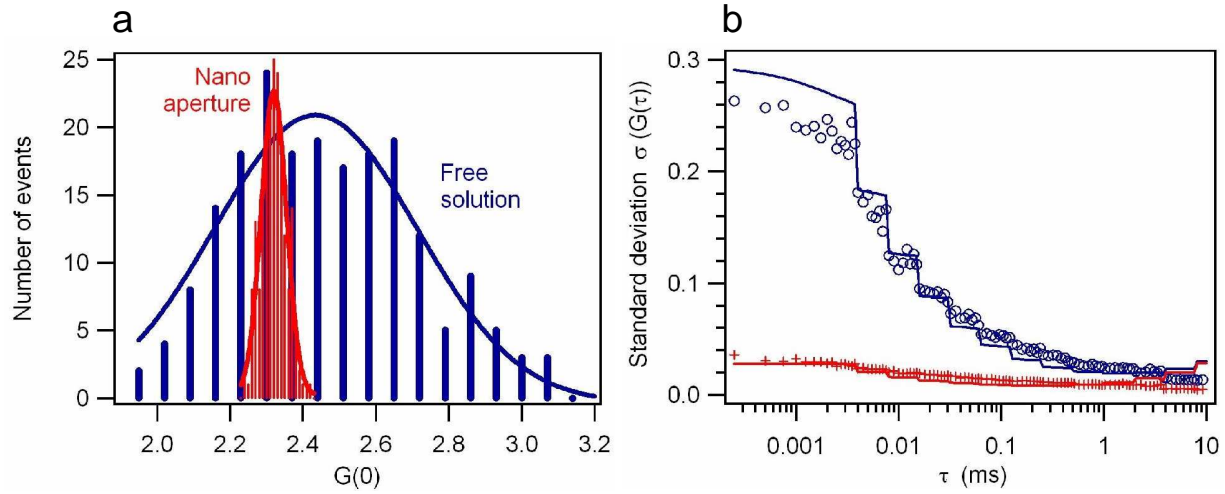 a
b
Number of events
25
20
15
10
5
0
Nano
aperture
Free
solution
2.0 2.2 2.4 2.6 2.8 3.0 3.2
G(0)
Standard deviation σ (G(τ))
0.3
0.2
0.1
0.0
0.001 0.01 0.1 1 10
τ (ms)